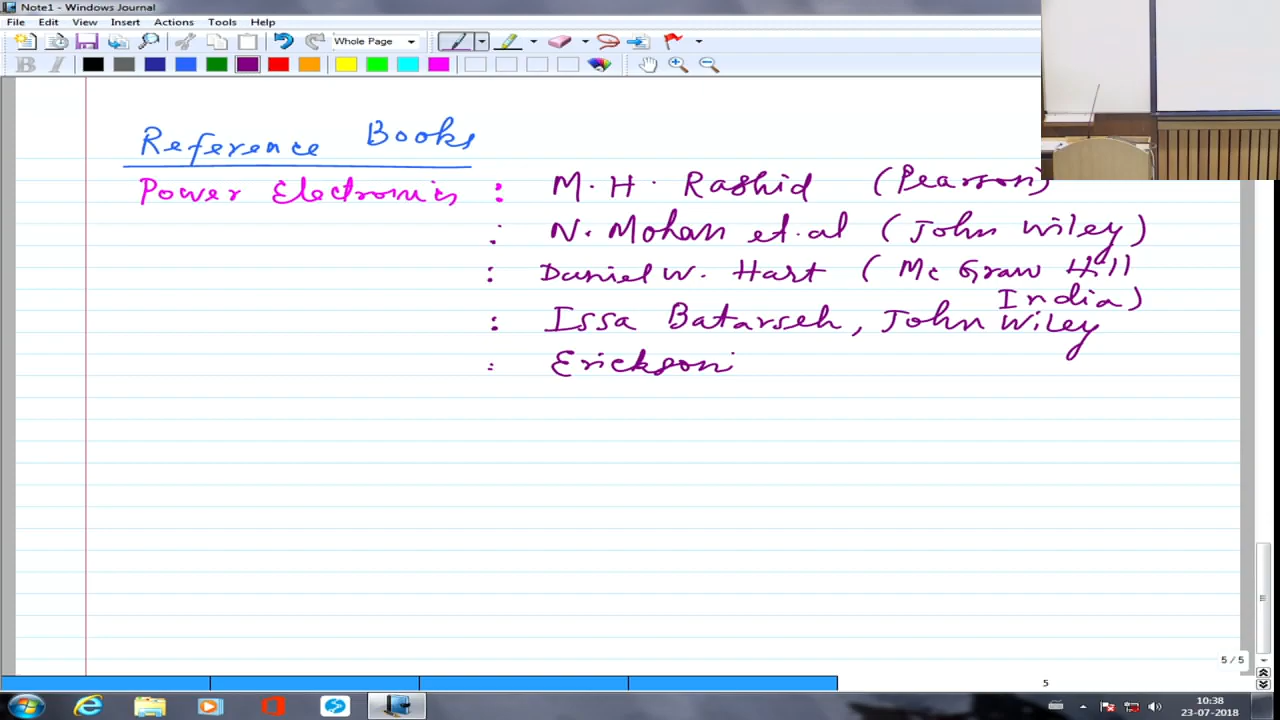 Note1 - Windows Journal
File Edit View Insert Actions Tools Help
Whole Page
B I
Reference Books
Power Electronics : M. H. Rashid (Pearson)
: N. Mohan et. al (John Wiley)
: Daniel W. Hart (Mc Graw Hill
India)
: Issa Batarseh, John Wiley
: Erickson
5 / 5
5
10:38
23-07-2018